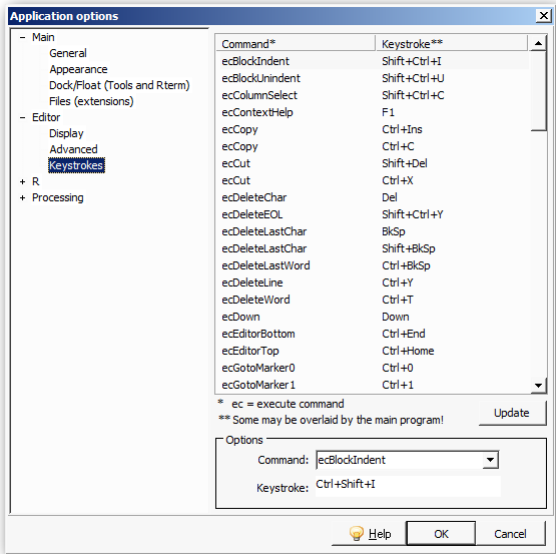 Application options
− Main
General
Appearance
Dock/Float (Tools and Rterm)
Files (extensions)
− Editor
Display
Advanced
Keystrokes
+ R
+ Processing
Command* Keystroke**
ecBlockIndent Shift+Ctrl+I
ecBlockUnindent Shift+Ctrl+U
ecColumnSelect Shift+Ctrl+C
ecContextHelp F1
ecCopy Ctrl+Ins
ecCopy Ctrl+C
ecCut Shift+Del
ecCut Ctrl+X
ecDeleteChar Del
ecDeleteEOL Shift+Ctrl+Y
ecDeleteLastChar BkSp
ecDeleteLastChar Shift+BkSp
ecDeleteLastWord Ctrl+BkSp
ecDeleteLine Ctrl+Y
ecDeleteWord Ctrl+T
ecDown Down
ecEditorBottom Ctrl+End
ecEditorTop Ctrl+Home
ecGotoMarker0 Ctrl+0
ecGotoMarker1 Ctrl+1
* ec = execute command
** Some may be overlaid by the main program!
Update
Options
Command: ecBlockIndent
Keystroke: Ctrl+Shift+I
Help OK Cancel